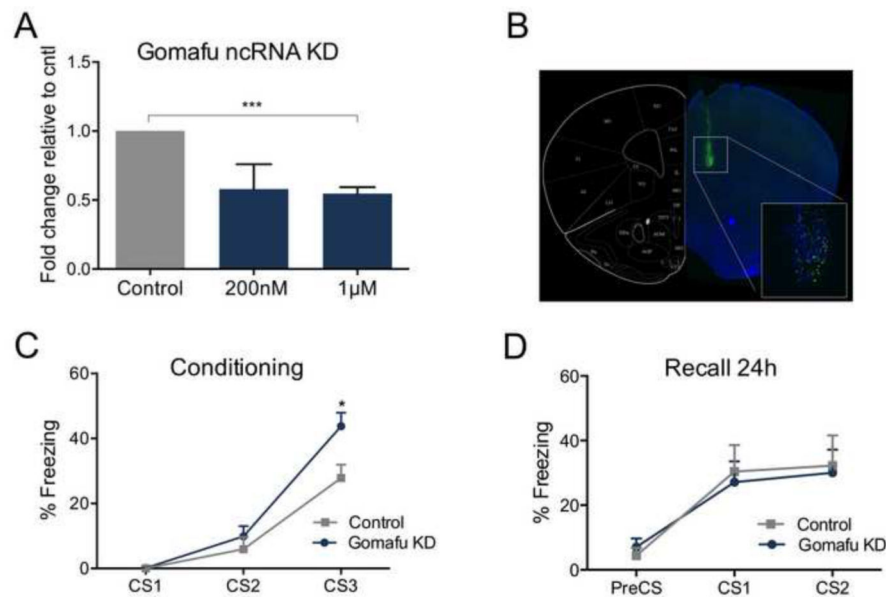 A
Gomafu ncRNA KD
Fold change relative to cntl
1.5
1.0
0.5
0.0
***
Control 200nM 1µM
B
C
Conditioning
% Freezing
60
40
20
0
*
Control
Gomafu KD
CS1 CS2 CS3
D
Recall 24h
% Freezing
60
40
20
0
Control
Gomafu KD
PreCS CS1 CS2